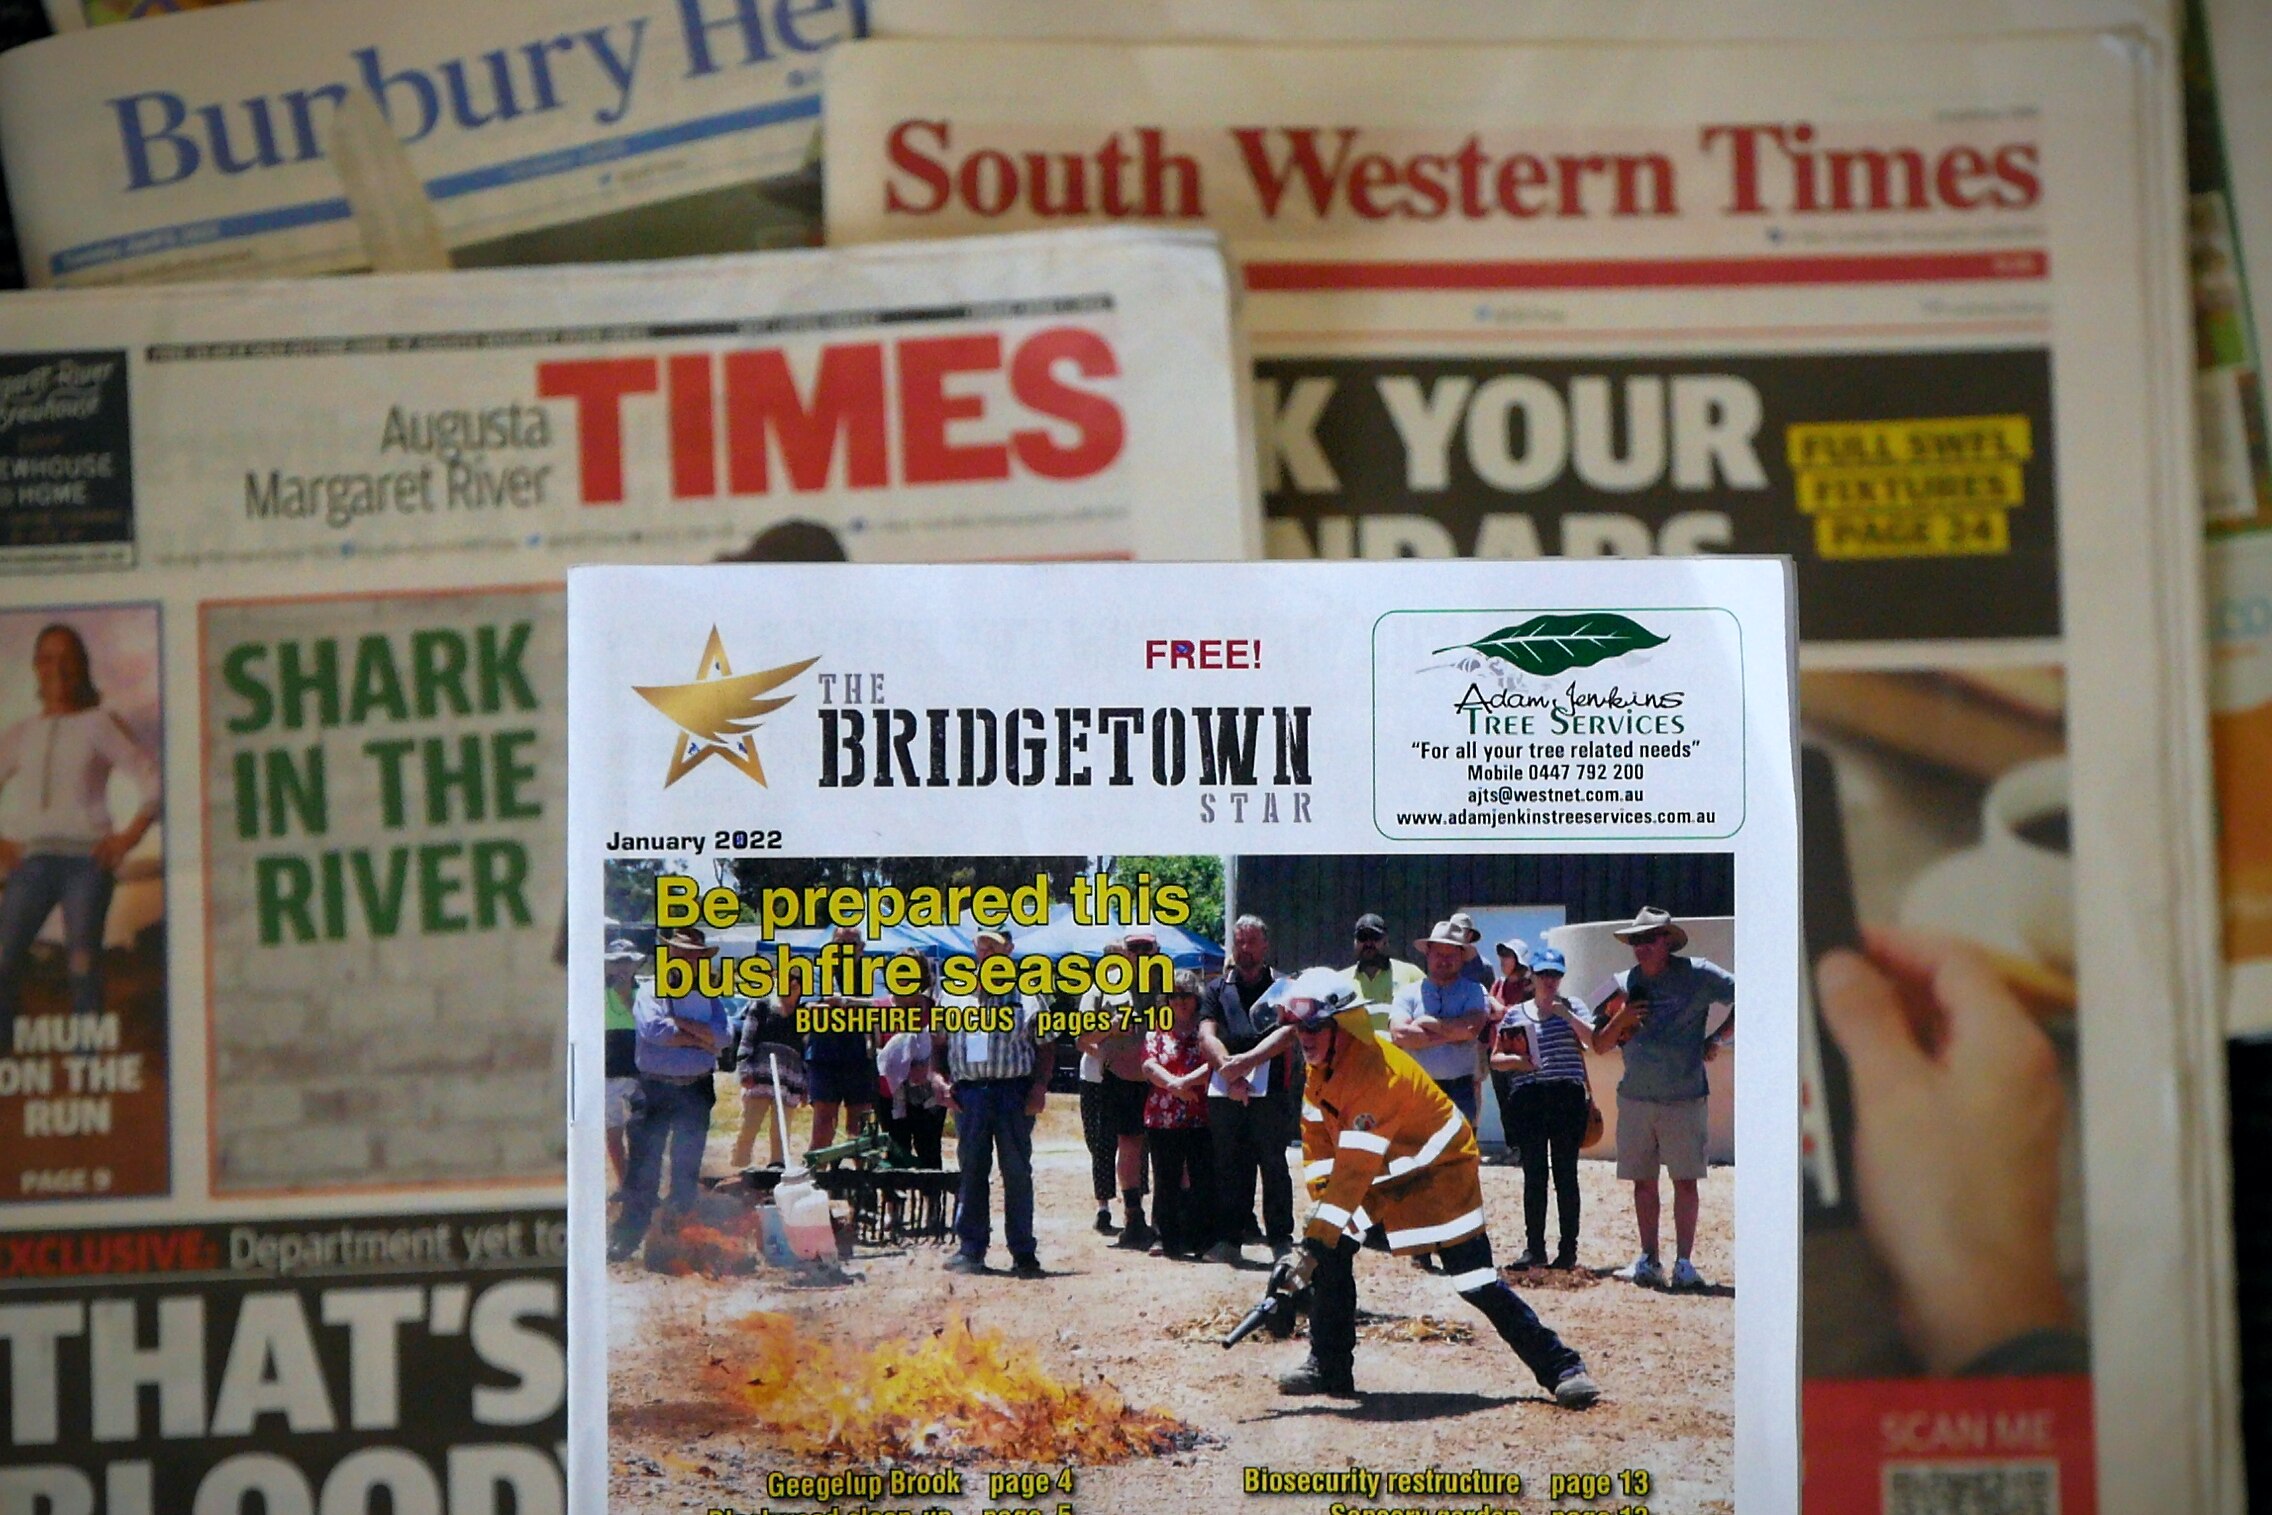 Bunbury He
South Western Times
TIMES
Augusta
Margaret River
K YOUR
FULL SWFL
FIXTURES
PAGE 24
EWHOUSE
HOME
SHARK
IN THE
RIVER
MUM
ON THE
RUN
PAGE 9
EXCLUSIVE: Department yet to
THAT'S
BLOOD
SCAN ME
FREE!
THE
BRIDGETOWN
STAR
January 2022
Adam Jenkins
TREE SERVICES
“For all your tree related needs”
Mobile 0447 792 200
ajts@westnet.com.au
www.adamjenkinstreeservices.com.au
Be prepared this
bushfire season
BUSHFIRE FOCUS pages 7-10
Geegelup Brook page 4
Biosecurity restructure page 13